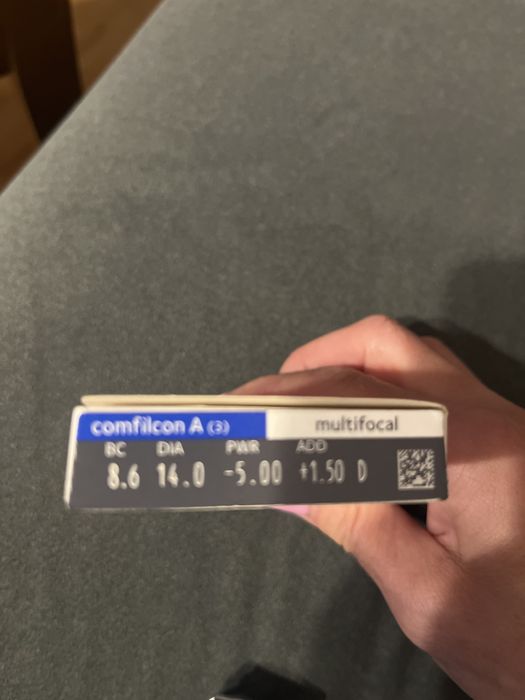 comfilcon A (3) multifocal
BC DIA PWR ADD
8.6 14.0 -5.00 +1.50 D